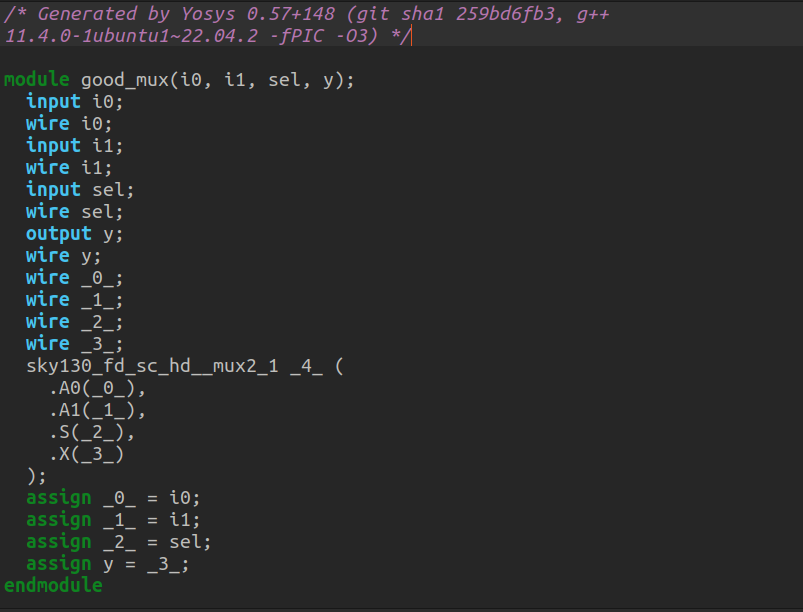 /* Generated by Yosys 0.57+148 (git sha1 259bd6fb3, g++
11.4.0-1ubuntu1~22.04.2 -fPIC -O3) */
module good_mux(i0, i1, sel, y);
  input i0;
  wire i0;
  input i1;
  wire i1;
  input sel;
  wire sel;
  output y;
  wire y;
  wire _0_;
  wire _1_;
  wire _2_;
  wire _3_;
  sky130_fd_sc_hd__mux2_1 _4_ (
    .A0(_0_),
    .A1(_1_),
    .S(_2_),
    .X(_3_)
  );
  assign _0_ = i0;
  assign _1_ = i1;
  assign _2_ = sel;
  assign y = _3_;
endmodule